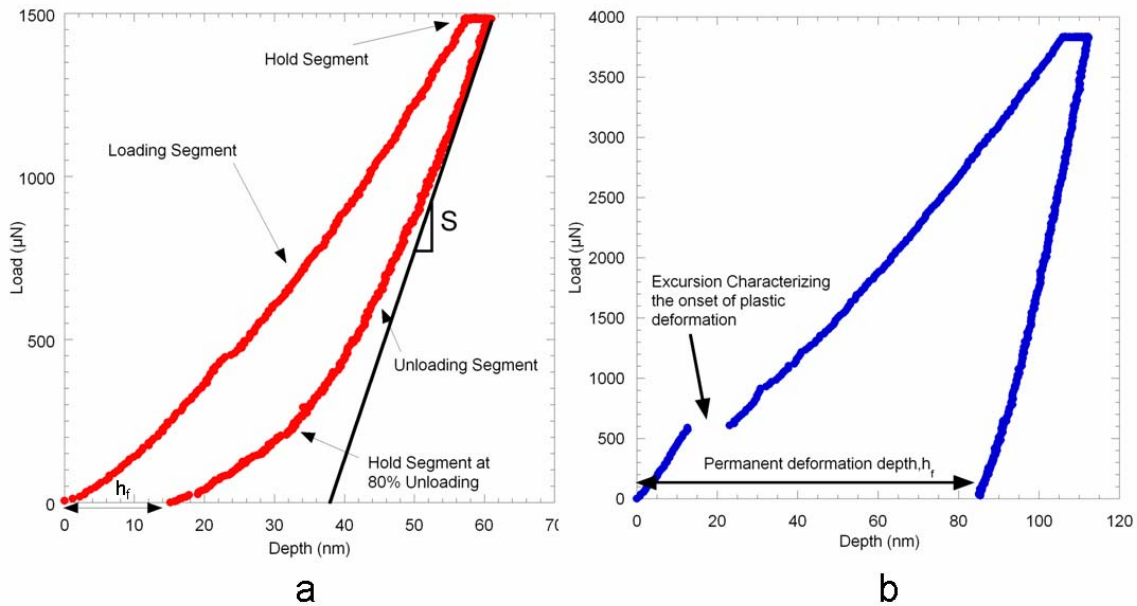 1500
1000
500
0
Load (µN)
Hold Segment
Loading Segment
S
Unloading Segment
Hold Segment at
80% Unloading
hf
0 10 20 30 40 50 60 70
Depth (nm)
a
4000
3500
3000
2500
2000
1500
1000
500
0
Load (µN)
Excursion Characterizing
the onset of plastic
deformation
Permanent deformation depth,hf
0 20 40 60 80 100 120
Depth (nm)
b